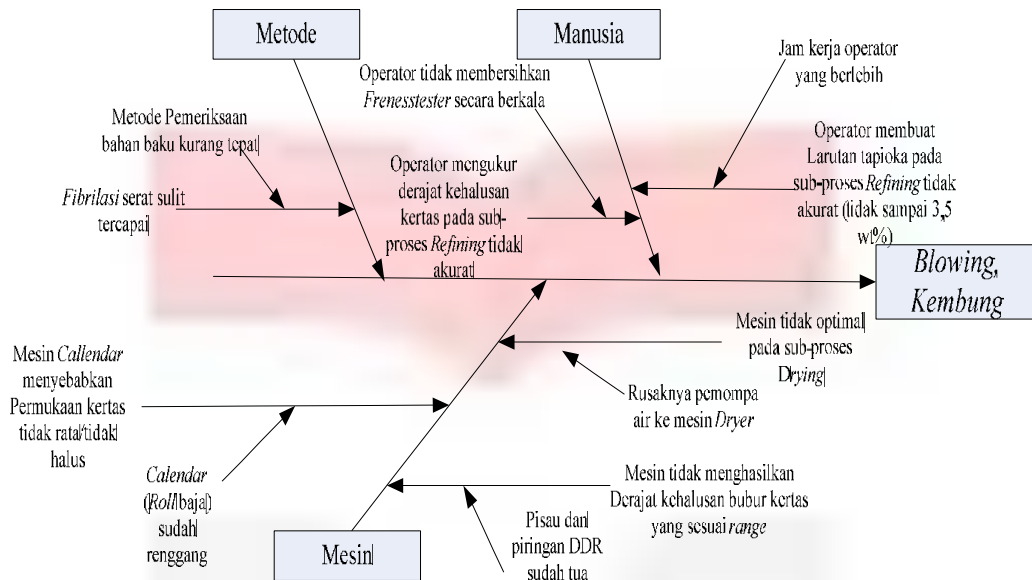 Metode
Manusia
Jam kerja operator
yang berlebih
Operator tidak membersihkan
Frenesstester secara berkala
Metode Pemeriksaan
bahan baku kurang tepat
Fibrilasi serat sulit
tercapai
Operator mengukur
derajat kehalusan
kertas pada sub-
proses Refining tidak
akurat
Operator membuat
Larutan tapioka pada
sub-proses Refining tidak
akurat (tidak sampai 3,5
wt%)
Blowing,
Kembung
Mesin tidak optimal
pada sub-proses
Drying
Rusaknya pemompa
air ke mesin Dryer
Mesin Callendar
menyebabkan
Permukaan kertas
tidak rata/tidak
halus
Calendar
(Roll baja)
sudah
renggang
Mesin tidak menghasilkan
Derajat kehalusan bubur kertas
yang sesuai range
Pisau dan
piringan DDR
sudah tua
Mesin